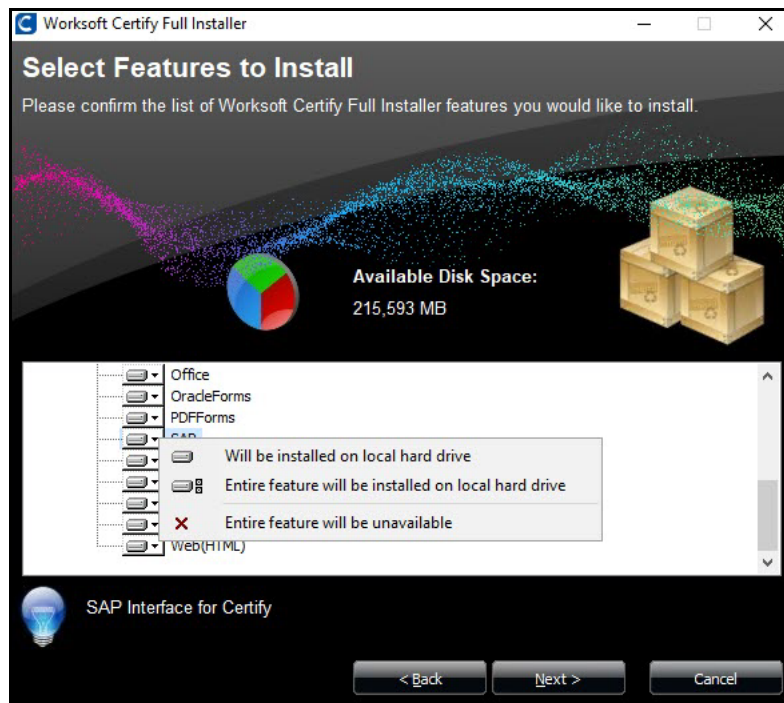 Worksoft Certify Full Installer
Select Features to Install
Please confirm the list of Worksoft Certify Full Installer features you would like to install.
Available Disk Space:
215,593 MB
Office
OracleForms
PDFForms
SAP
Will be installed on local hard drive
Entire feature will be installed on local hard drive
Entire feature will be unavailable
Web(HTML)
SAP Interface for Certify
< Back
Next >
Cancel